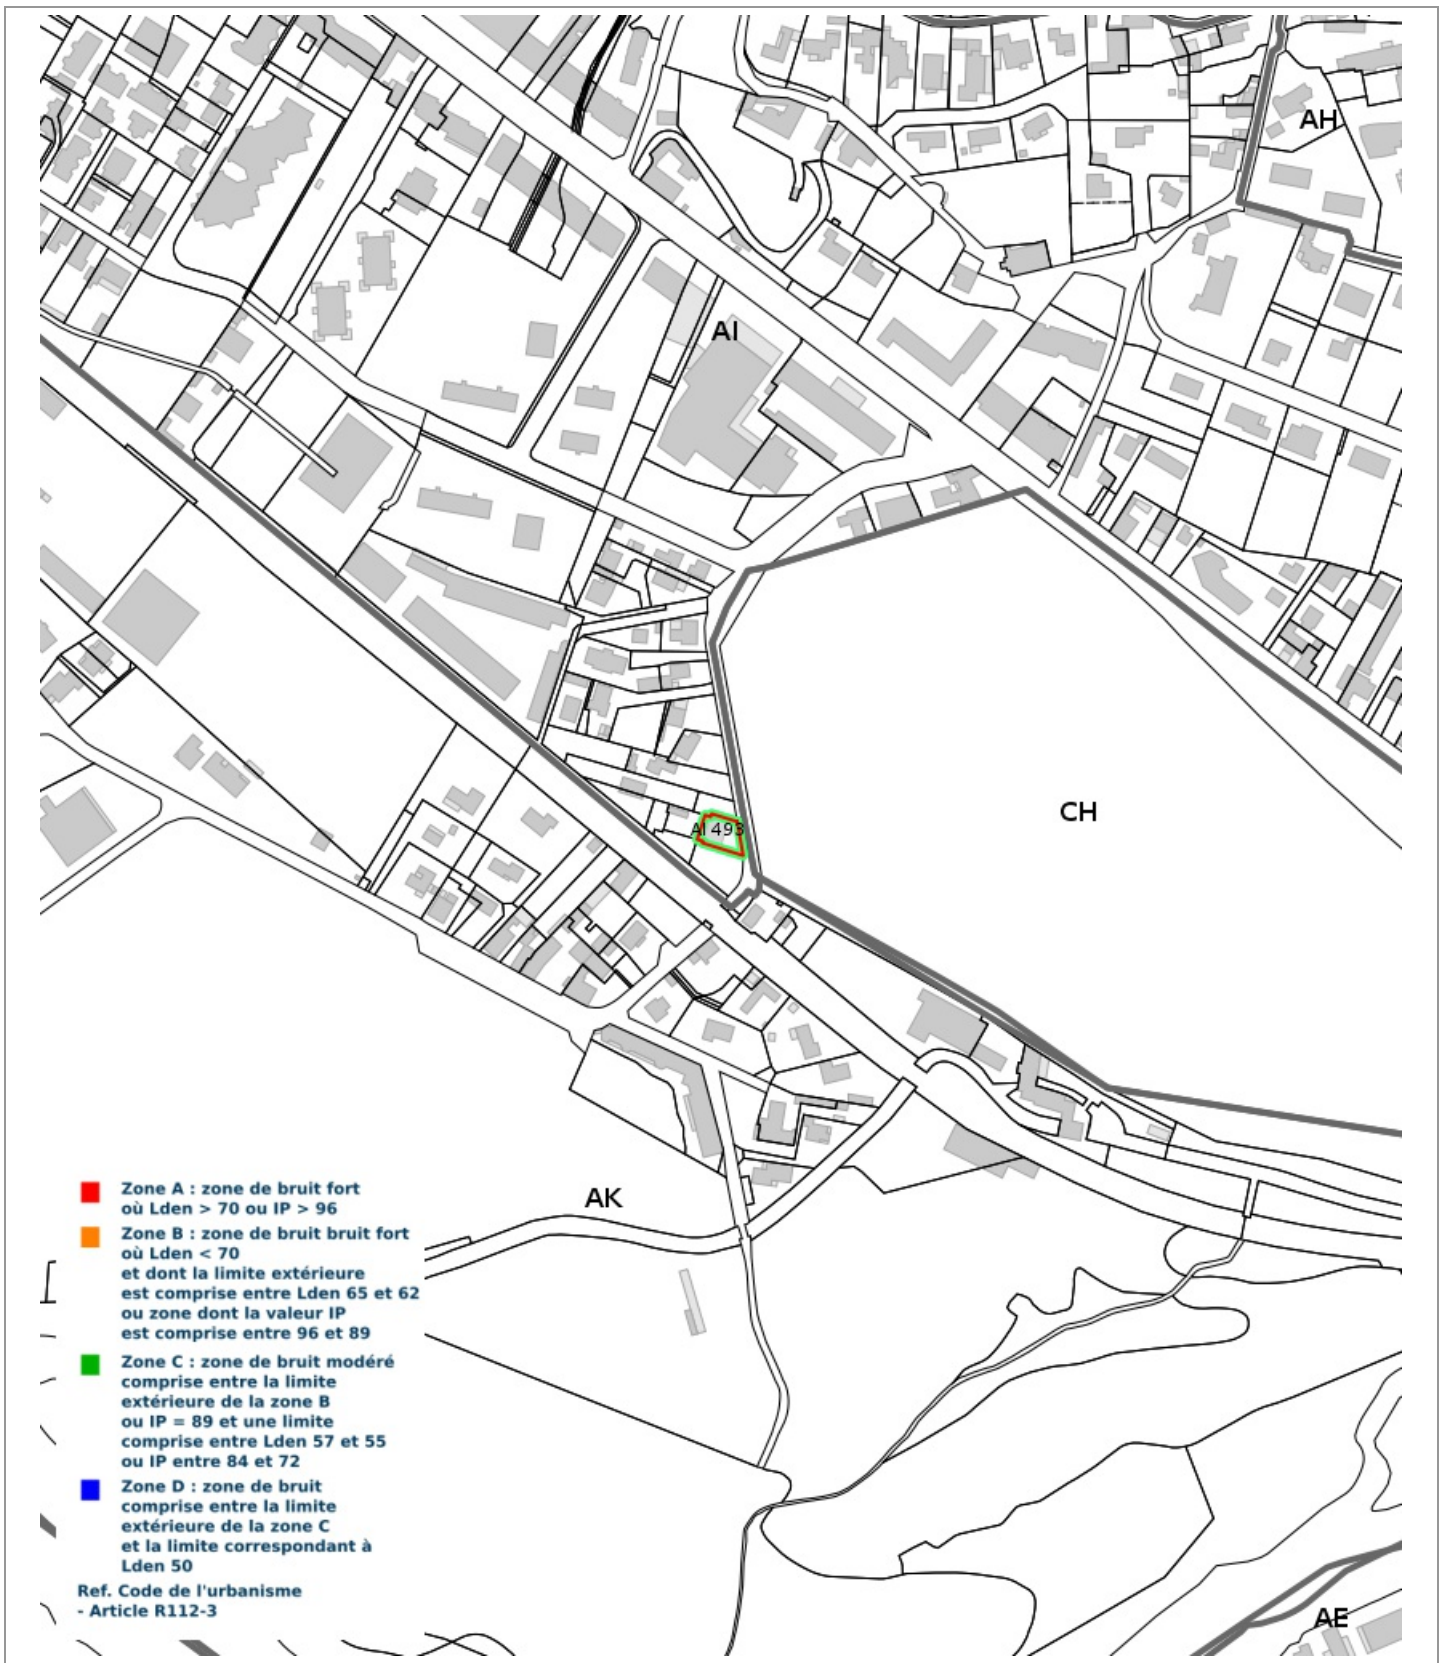 AH
AI
AI 493
CH
AK
Zone A : zone de bruit fort
où Lden > 70 ou IP > 96
Zone B : zone de bruit bruit fort
où Lden < 70
et dont la limite extérieure
est comprise entre Lden 65 et 62
ou zone dont la valeur IP
est comprise entre 96 et 89
Zone C : zone de bruit modéré
comprise entre la limite
extérieure de la zone B
ou IP = 89 et une limite
comprise entre Lden 57 et 55
ou IP entre 84 et 72
Zone D : zone de bruit
comprise entre la limite
extérieure de la zone C
et la limite correspondant à
Lden 50
Ref. Code de l'urbanisme
- Article R112-3
AE